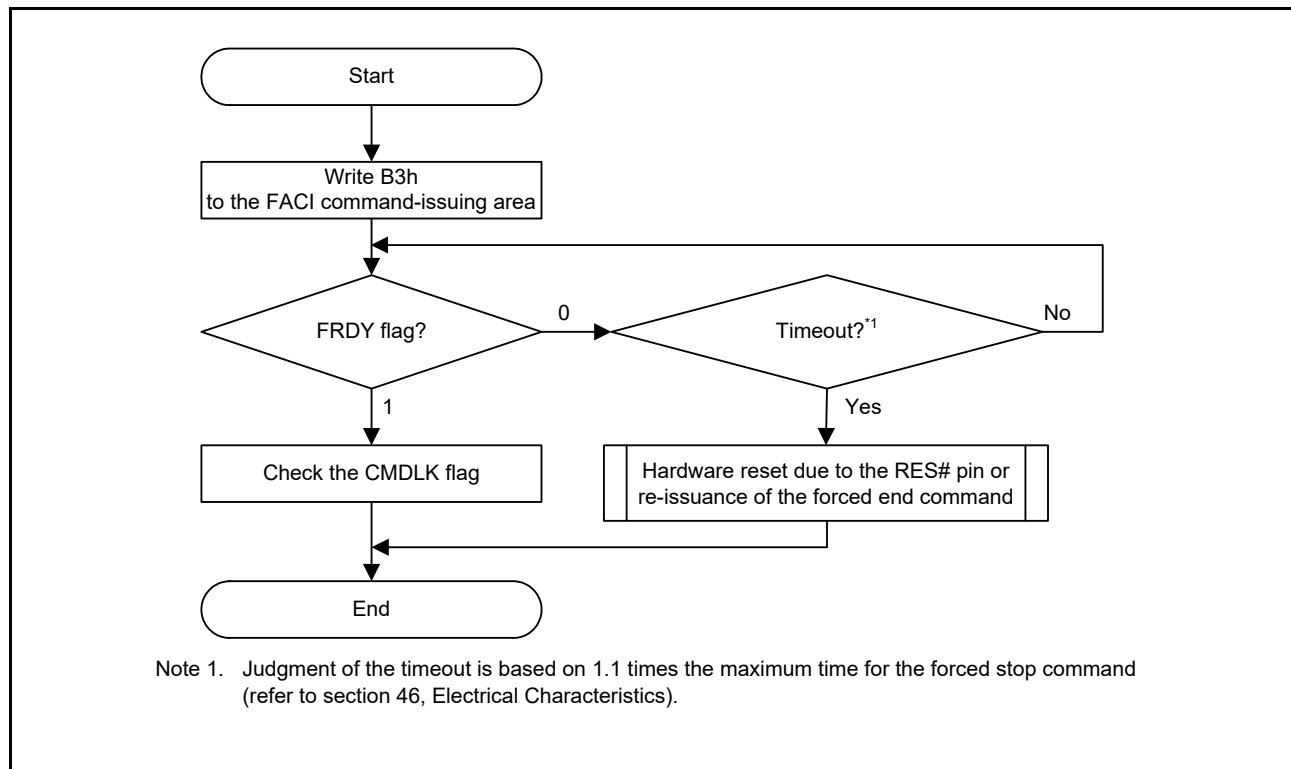 Start
Write B3h
to the FACI command-issuing area
FRDY flag?
0
Timeout?*1
No
1
Yes
Check the CMDLK flag
Hardware reset due to the RES# pin or
re-issuance of the forced end command
End
Note 1. Judgment of the timeout is based on 1.1 times the maximum time for the forced stop command
(refer to section 46, Electrical Characteristics).